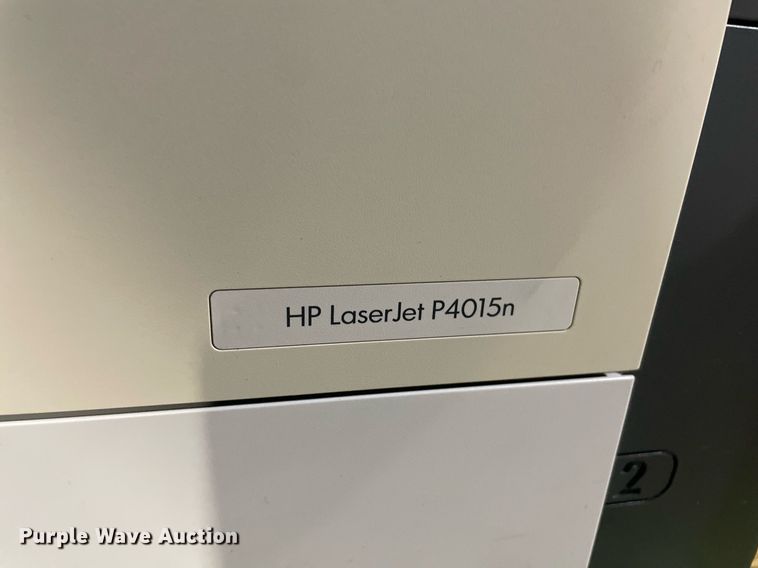 HP LaserJet P4015n
2
Purple Wave Auction